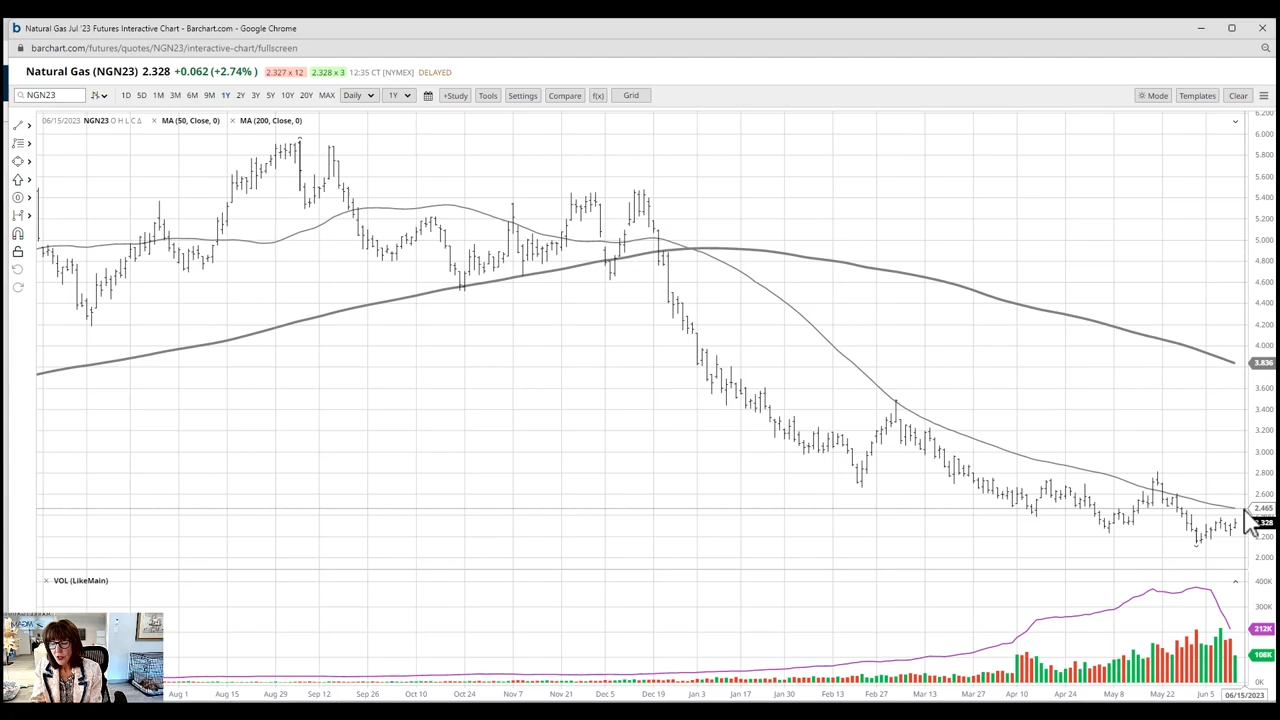 Natural Gas Jul '23 Futures Interactive Chart - Barchart.com - Google Chrome
barchart.com/futures/quotes/NGN23/interactive-chart/fullscreen
Natural Gas (NGN23) 2.328 +0.062 (+2.74%) 2.327 x 12 2.328 x 3 12:35 CT [NYMEX] DELAYED
NGN23 1D 5D 1M 3M 6M 9M 1Y 2Y 3Y 5Y 10Y 20Y MAX Daily 1Y +Study Tools Settings Compare f(x) Grid Mode Templates Clear
06/15/2023 NGN23 O H L C Δ MA (50, Close, 0) MA (200, Close, 0)
6.200
6.000
5.800
5.600
5.400
5.200
5.000
4.800
4.600
4.400
4.200
4.000
3.836
3.600
3.400
3.200
3.000
2.800
2.600
2.465
2.328
2.200
2.000
VOL (LikeMain)
400K
300K
212K
106K
0K
Aug 1 Aug 15 Aug 29 Sep 12 Sep 26 Oct 10 Oct 24 Nov 7 Nov 21 Dec 5 Dec 19 Jan 3 Jan 17 Jan 30 Feb 13 Feb 27 Mar 13 Mar 27 Apr 10 Apr 24 May 8 May 22 Jun 5 06/15/2023